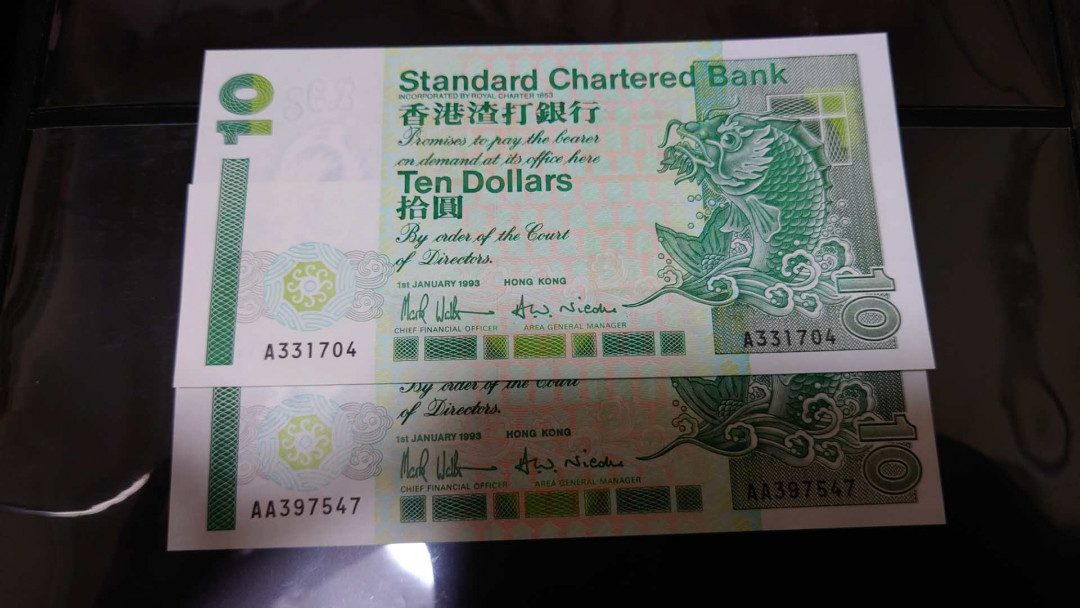 10
Standard Chartered Bank
INCORPORATED BY ROYAL CHARTER 1853
香港渣打銀行
Promises to pay the bearer
on demand at its office here
Ten Dollars
拾圓
By order of the Court
of Directors.
1st JANUARY 1993 HONG KONG
CHIEF FINANCIAL OFFICER AREA GENERAL MANAGER
A331704 A331704
10
By order of the Court
of Directors.
1st JANUARY 1993 HONG KONG
CHIEF FINANCIAL OFFICER AREA GENERAL MANAGER
AA397547 AA397547
10